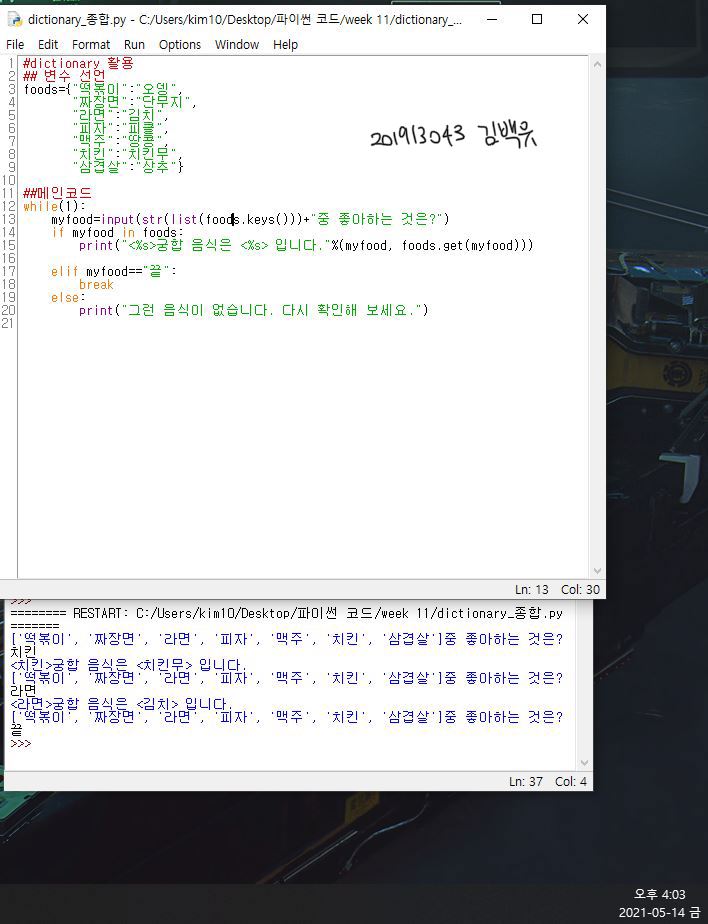 dictionary_종합.py - C:/Users/kim10/Desktop/파이썬 코드/week 11/dictionary_...
File Edit Format Run Options Window Help
1 #dictionary 활용
2 ## 변수 선언
3 foods={"떡볶이":"오뎅",
4 "짜장면":"단무지",
5 "라면":"김치",
6 "피자":"피클",
7 "맥주":"땅콩",
8 "치킨":"치킨무",
9 "삼겹살":"상추"}
201913043 김백유
10
11 ##메인코드
12 while(1):
13 myfood=input(str(list(foods.keys()))+"중 좋아하는 것은?")
14 if myfood in foods:
15 print("<%s>궁합 음식은 <%s> 입니다."%(myfood, foods.get(myfood)))
16
17 elif myfood=="끝":
18 break
19 else:
20 print("그런 음식이 없습니다. 다시 확인해 보세요.")
21
Ln: 13 Col: 30
>>>
======== RESTART: C:/Users/kim10/Desktop/파이썬 코드/week 11/dictionary_종합.py
=======
['떡볶이', '짜장면', '라면', '피자', '맥주', '치킨', '삼겹살']중 좋아하는 것은?
치킨
<치킨>궁합 음식은 <치킨무> 입니다.
['떡볶이', '짜장면', '라면', '피자', '맥주', '치킨', '삼겹살']중 좋아하는 것은?
라면
<라면>궁합 음식은 <김치> 입니다.
['떡볶이', '짜장면', '라면', '피자', '맥주', '치킨', '삼겹살']중 좋아하는 것은?
끝
>>>
Ln: 37 Col: 4
오후 4:03
2021-05-14 금